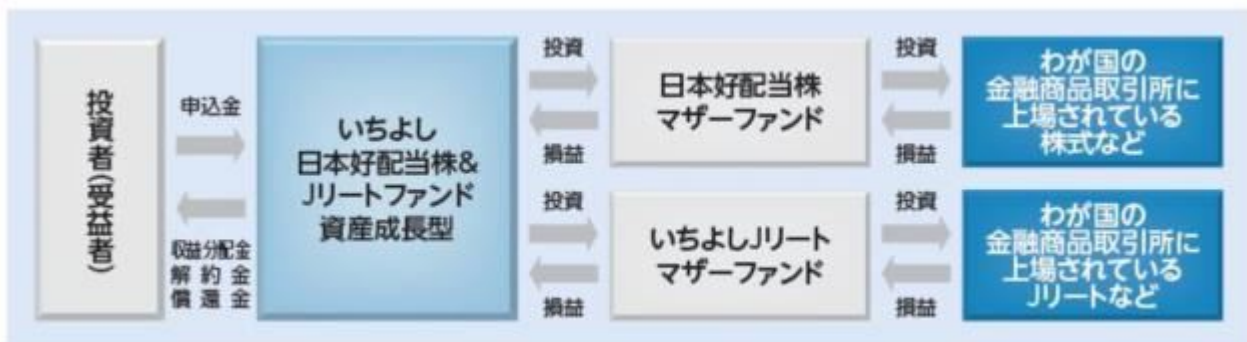 投資者(受益者)
申込金
収益分配金
解約金
償還金
いちよし
日本好配当株&
Jリートファンド
資産成長型
投資
損益
日本好配当株
マザーファンド
投資
損益
わが国の
金融商品取引所に
上場されている
株式など
投資
損益
いちよしJリート
マザーファンド
投資
損益
わが国の
金融商品取引所に
上場されている
Jリートなど